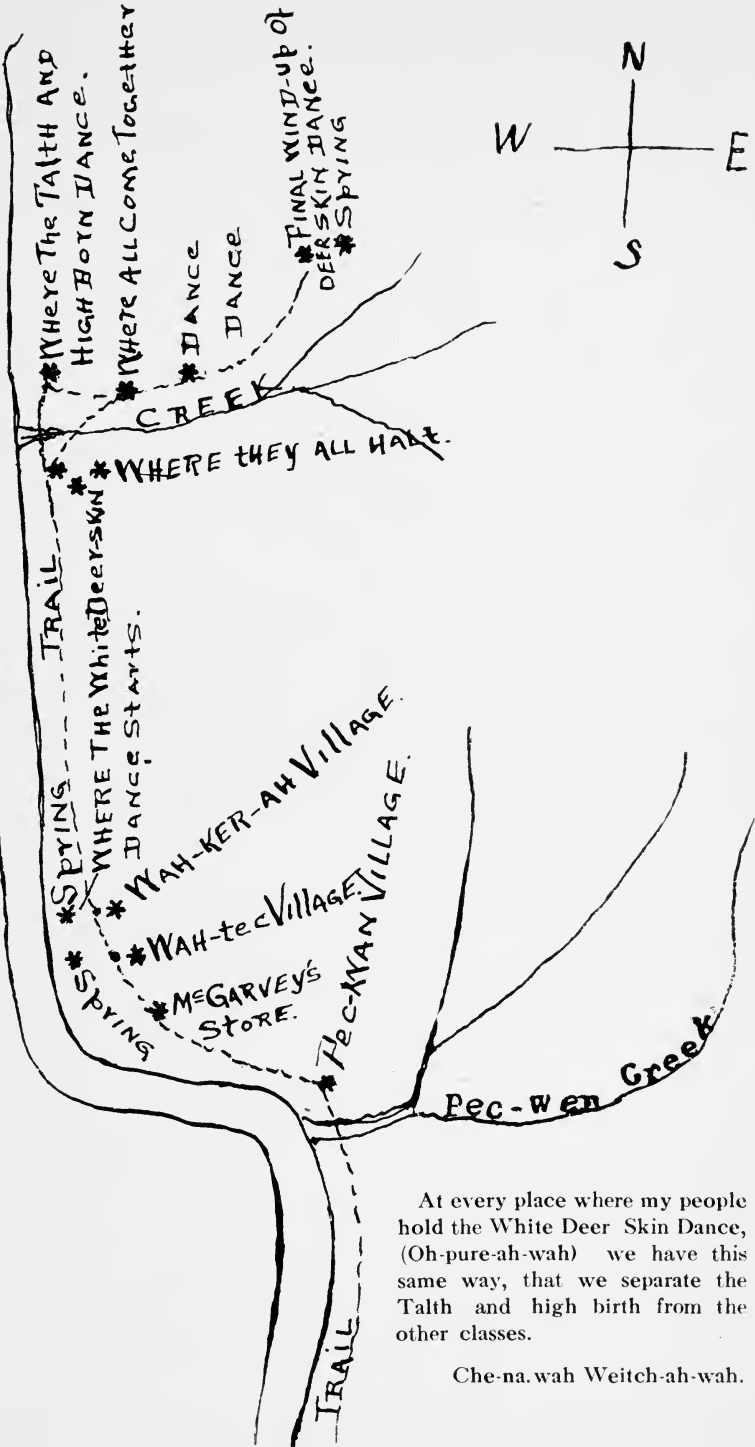 N
W
E
S
WHere The Talth AND
HIGH BORN DANCE.
WHere ALL COME TogetHer
DANCE
DANCE
FINAL WIND-UP OF
DEERSKIN DANCE.
SpRING
CREEK
WHERE tHEy ALL HALt.
TRAIL
SpRING
WHERE THe WhiteDeer-skin
DANCE StArts.
WAH-KER-AH VillAGE.
WAH-tec VillAGE.
McGARVEy's
StoRE.
SpRING
Pec-WAN VILLAGE.
Pec-wen Creek
TRAIL
At every place where my people
hold the White Deer Skin Dance,
(Oh-pure-ah-wah) we have this
same way, that we separate the
Talth and high birth from the
other classes.
Che-na.wah Weitch-ah-wah.